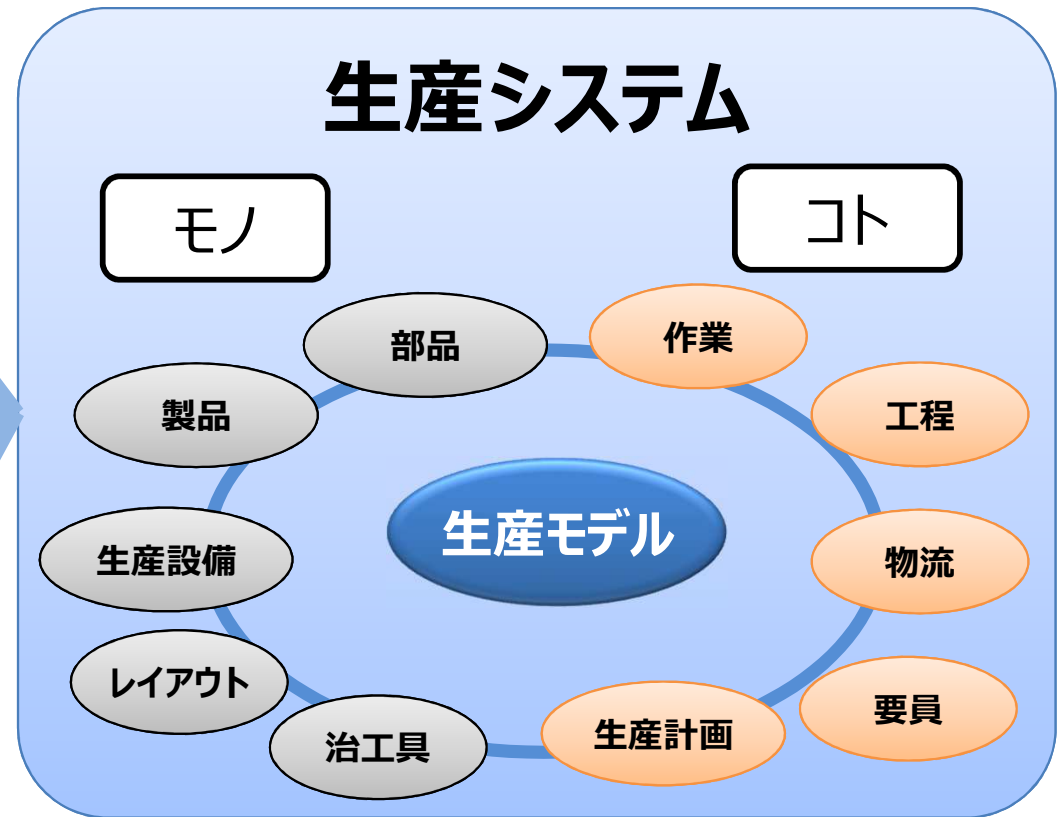 生産システム
モノ
コト
部品
作業
製品
工程
生産モデル
生産設備
物流
レイアウト
要員
治工具
生産計画